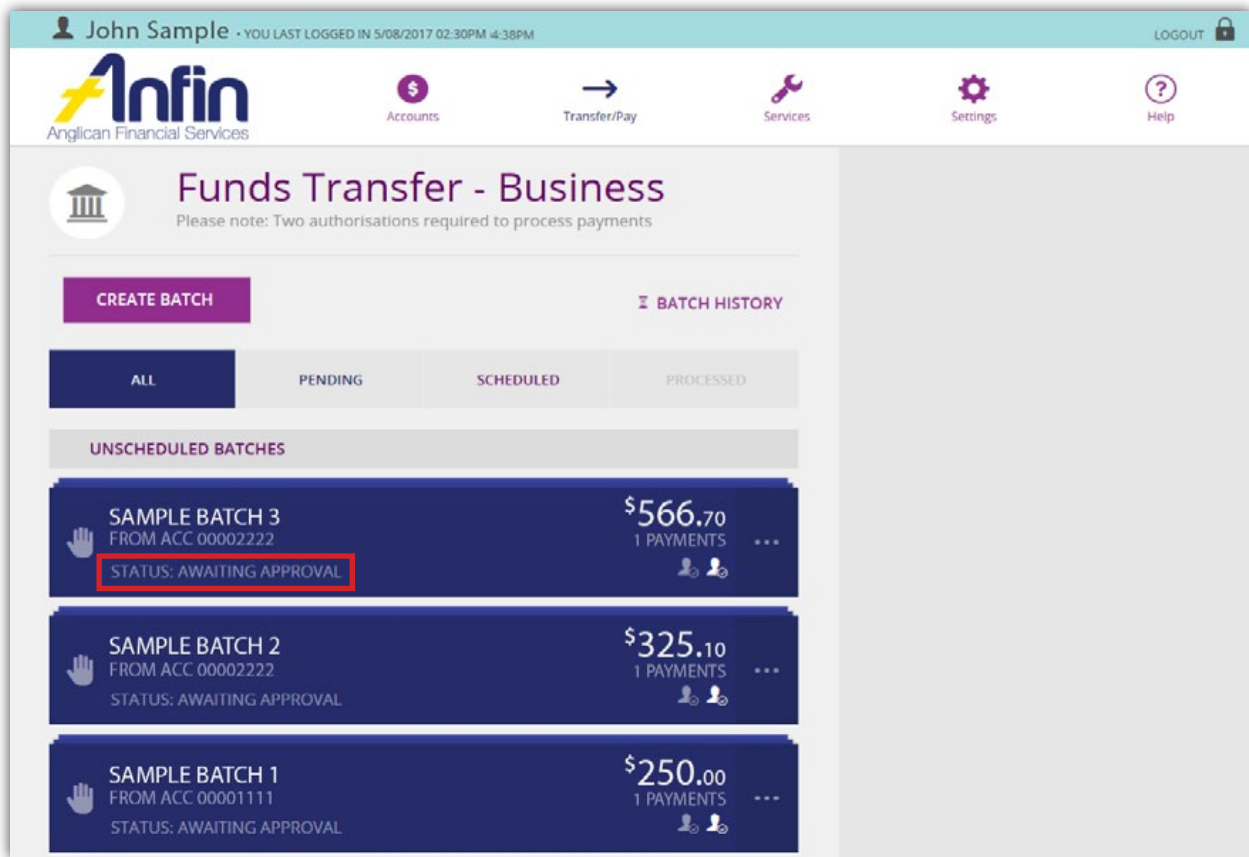 John Sample • YOU LAST LOGGED IN 5/08/2017 02:30PM 4:38PM
LOGOUT
Anfin
Anglican Financial Services
Accounts
Transfer/Pay
Services
Settings
Help
Funds Transfer - Business
Please note: Two authorisations required to process payments
CREATE BATCH
BATCH HISTORY
ALL
PENDING
SCHEDULED
PROCESSED
UNSCHEDULED BATCHES
SAMPLE BATCH 3
$566.70
FROM ACC 00002222
1 PAYMENTS
STATUS: AWAITING APPROVAL
SAMPLE BATCH 2
$325.10
FROM ACC 00002222
1 PAYMENTS
STATUS: AWAITING APPROVAL
SAMPLE BATCH 1
$250.00
FROM ACC 00001111
1 PAYMENTS
STATUS: AWAITING APPROVAL